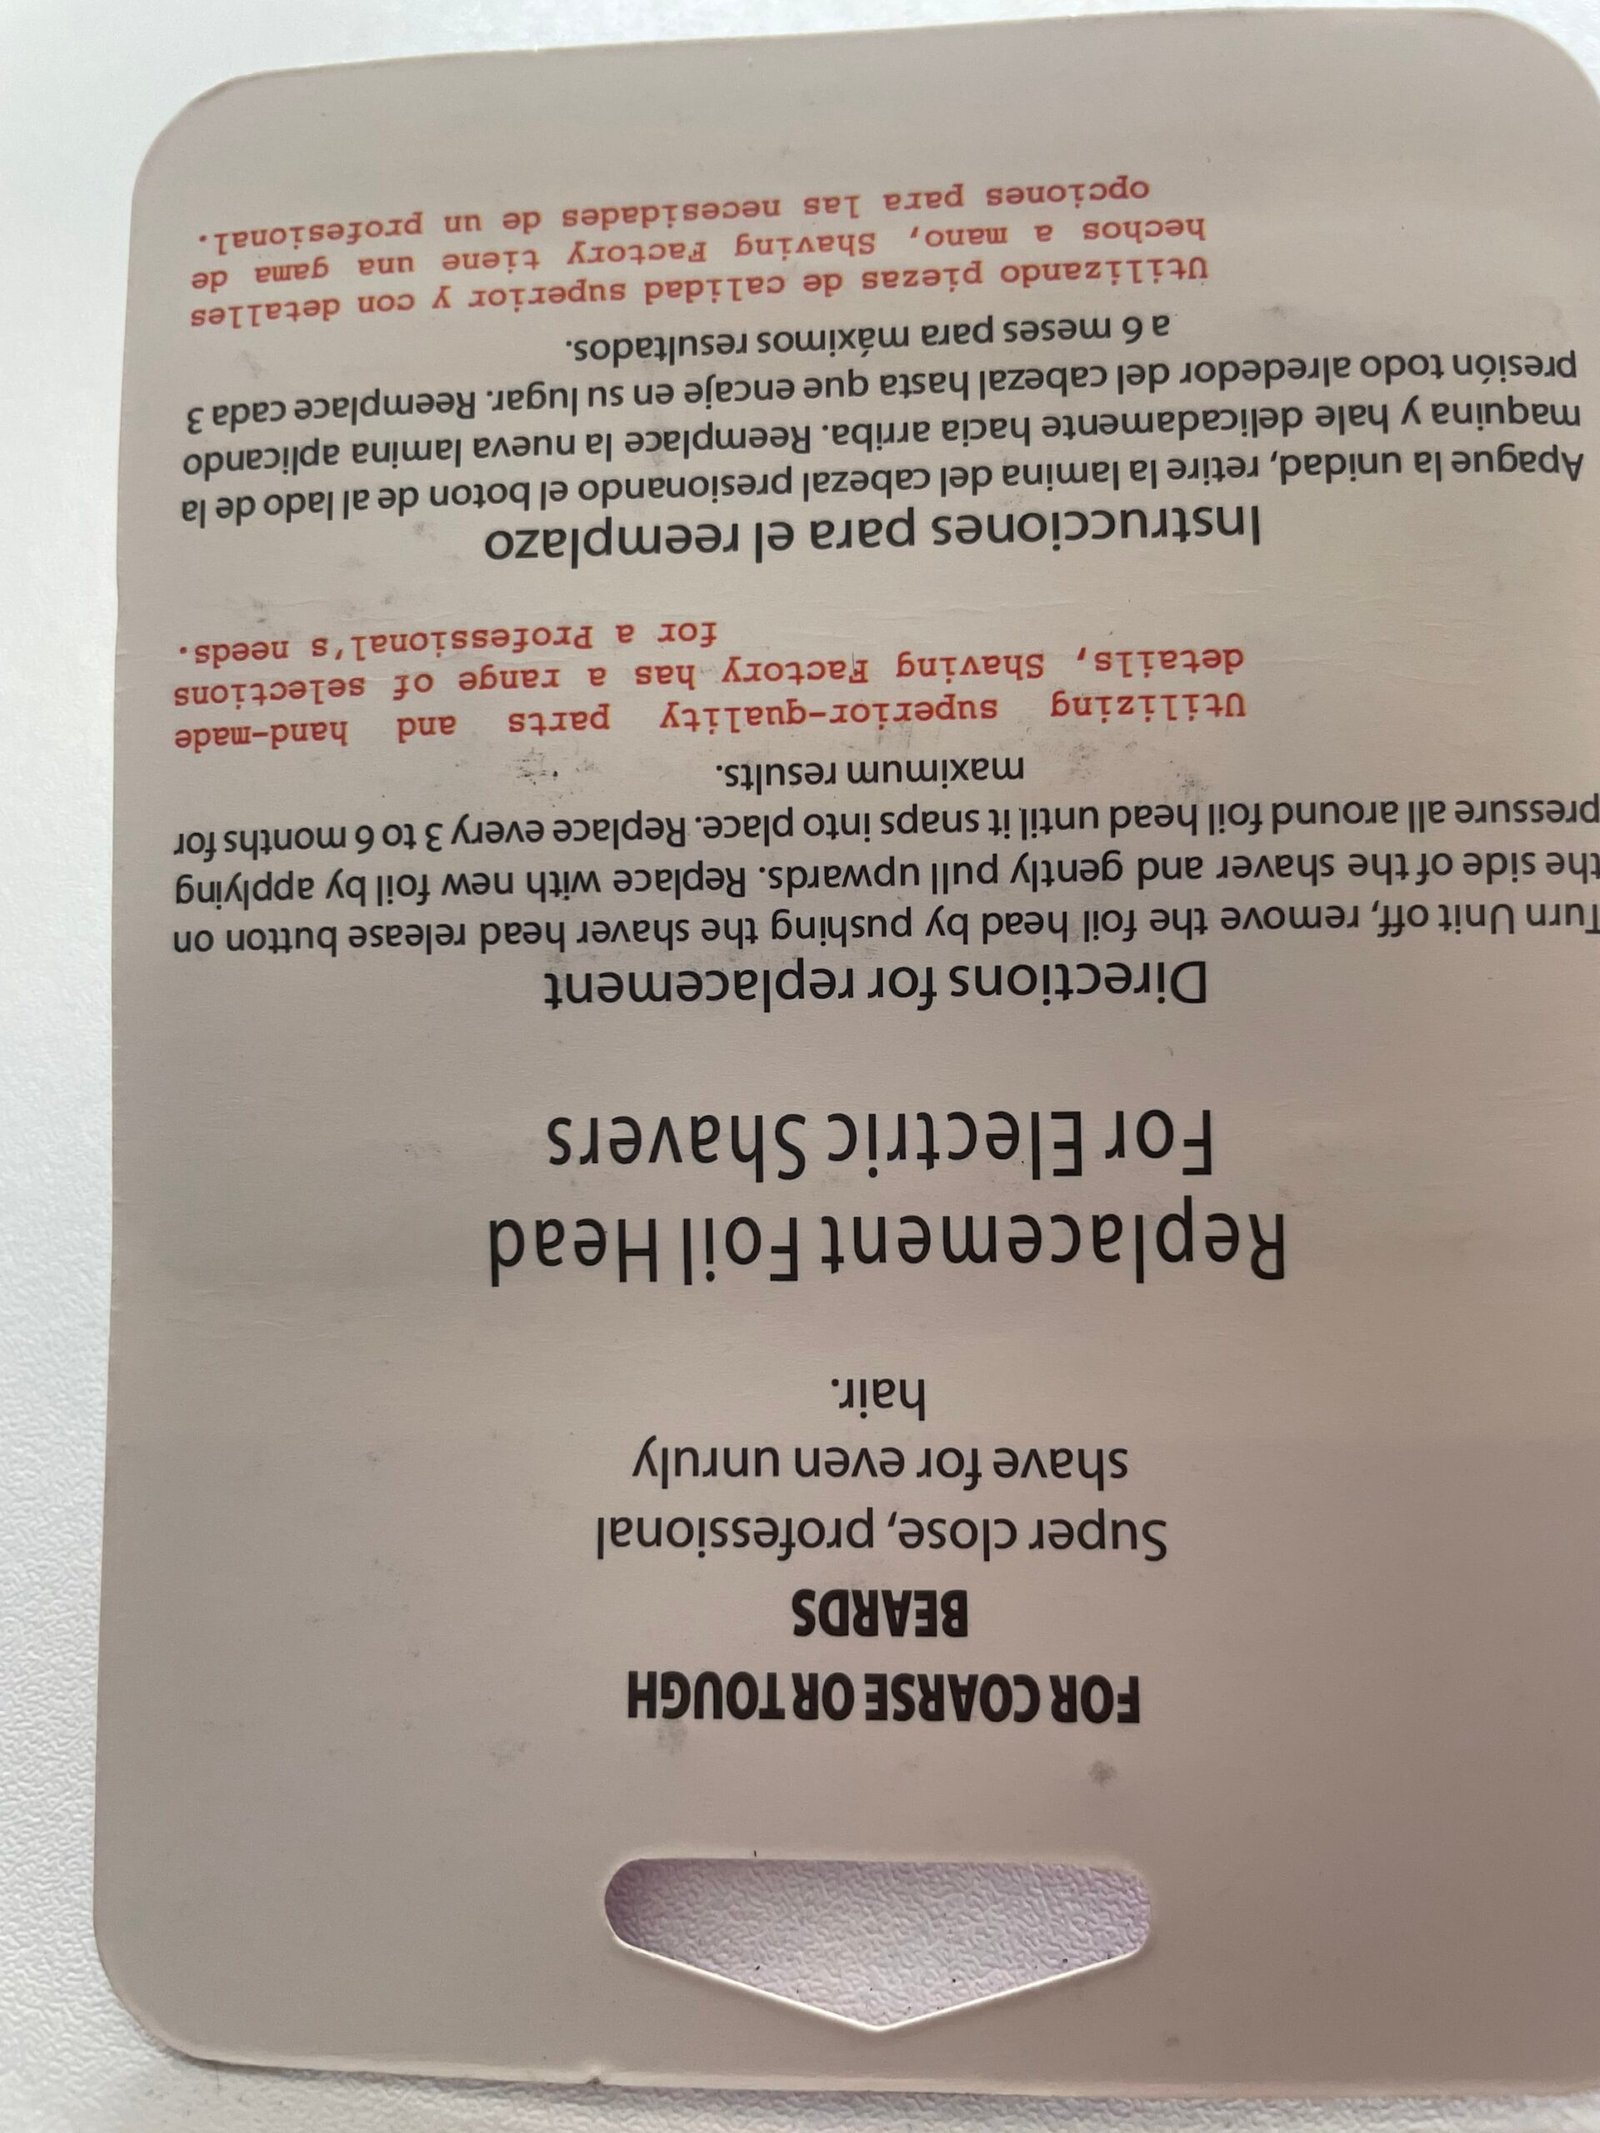 FOR COARSE OR TOUGH
BEARDS
Super close, professional
shave for even unruly
hair.
Replacement Foil Head
For Electric Shavers
Directions for replacement
Turn Unit off, remove the foil head by pushing the shaver head release button on
the side of the shaver and gently pull upwards. Replace with new foil by applying
pressure all around foil head until it snaps into place. Replace every 3 to 6 months for
maximum results.
Utilizing superior-quality parts and hand-made
details, Shaving Factory has a range of selections
for a Professional's needs.
Instrucciones para el reemplazo
Apague la unidad, retire la lamina del cabezal presionando el boton de al lado de la
maquina y hale delicadamente hacia arriba. Reemplace la nueva lamina aplicando
presión todo alrededor del cabezal hasta que encaje en su lugar. Reemplace cada 3
a 6 meses para máximos resultados.
Utilizando piezas de calidad superior y con detalles
hechos a mano, Shaving Factory tiene una gama de
opciones para las necesidades de un profesional.